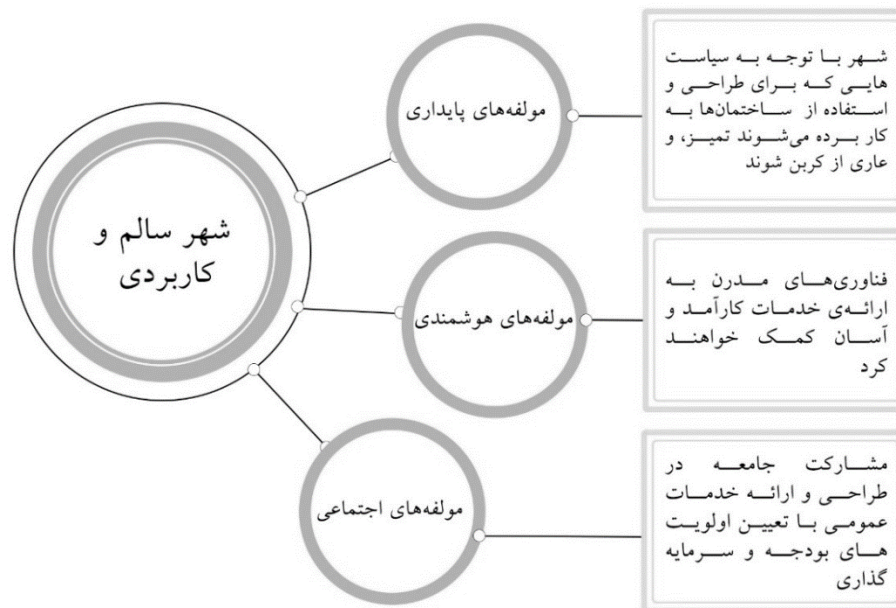 شهر سالم و
کاربردی
مولفه‌های پایداری
شهر با توجه به سیاست
هایی که برای طراحی و
استفاده از ساختمان‌ها به
کار برده می‌شوند تمیز، و
عاری از کربن شوند
مولفه‌های هوشمندی
فناوری‌های مدرن به
ارائه‌ی خدمات کارآمد و
آسان کمک خواهند
کرد
مولفه‌های اجتماعی
مشارکت جامعه در
طراحی و ارائه خدمات
عمومی با تعیین اولویت
های بودجه و سرمایه
گذاری